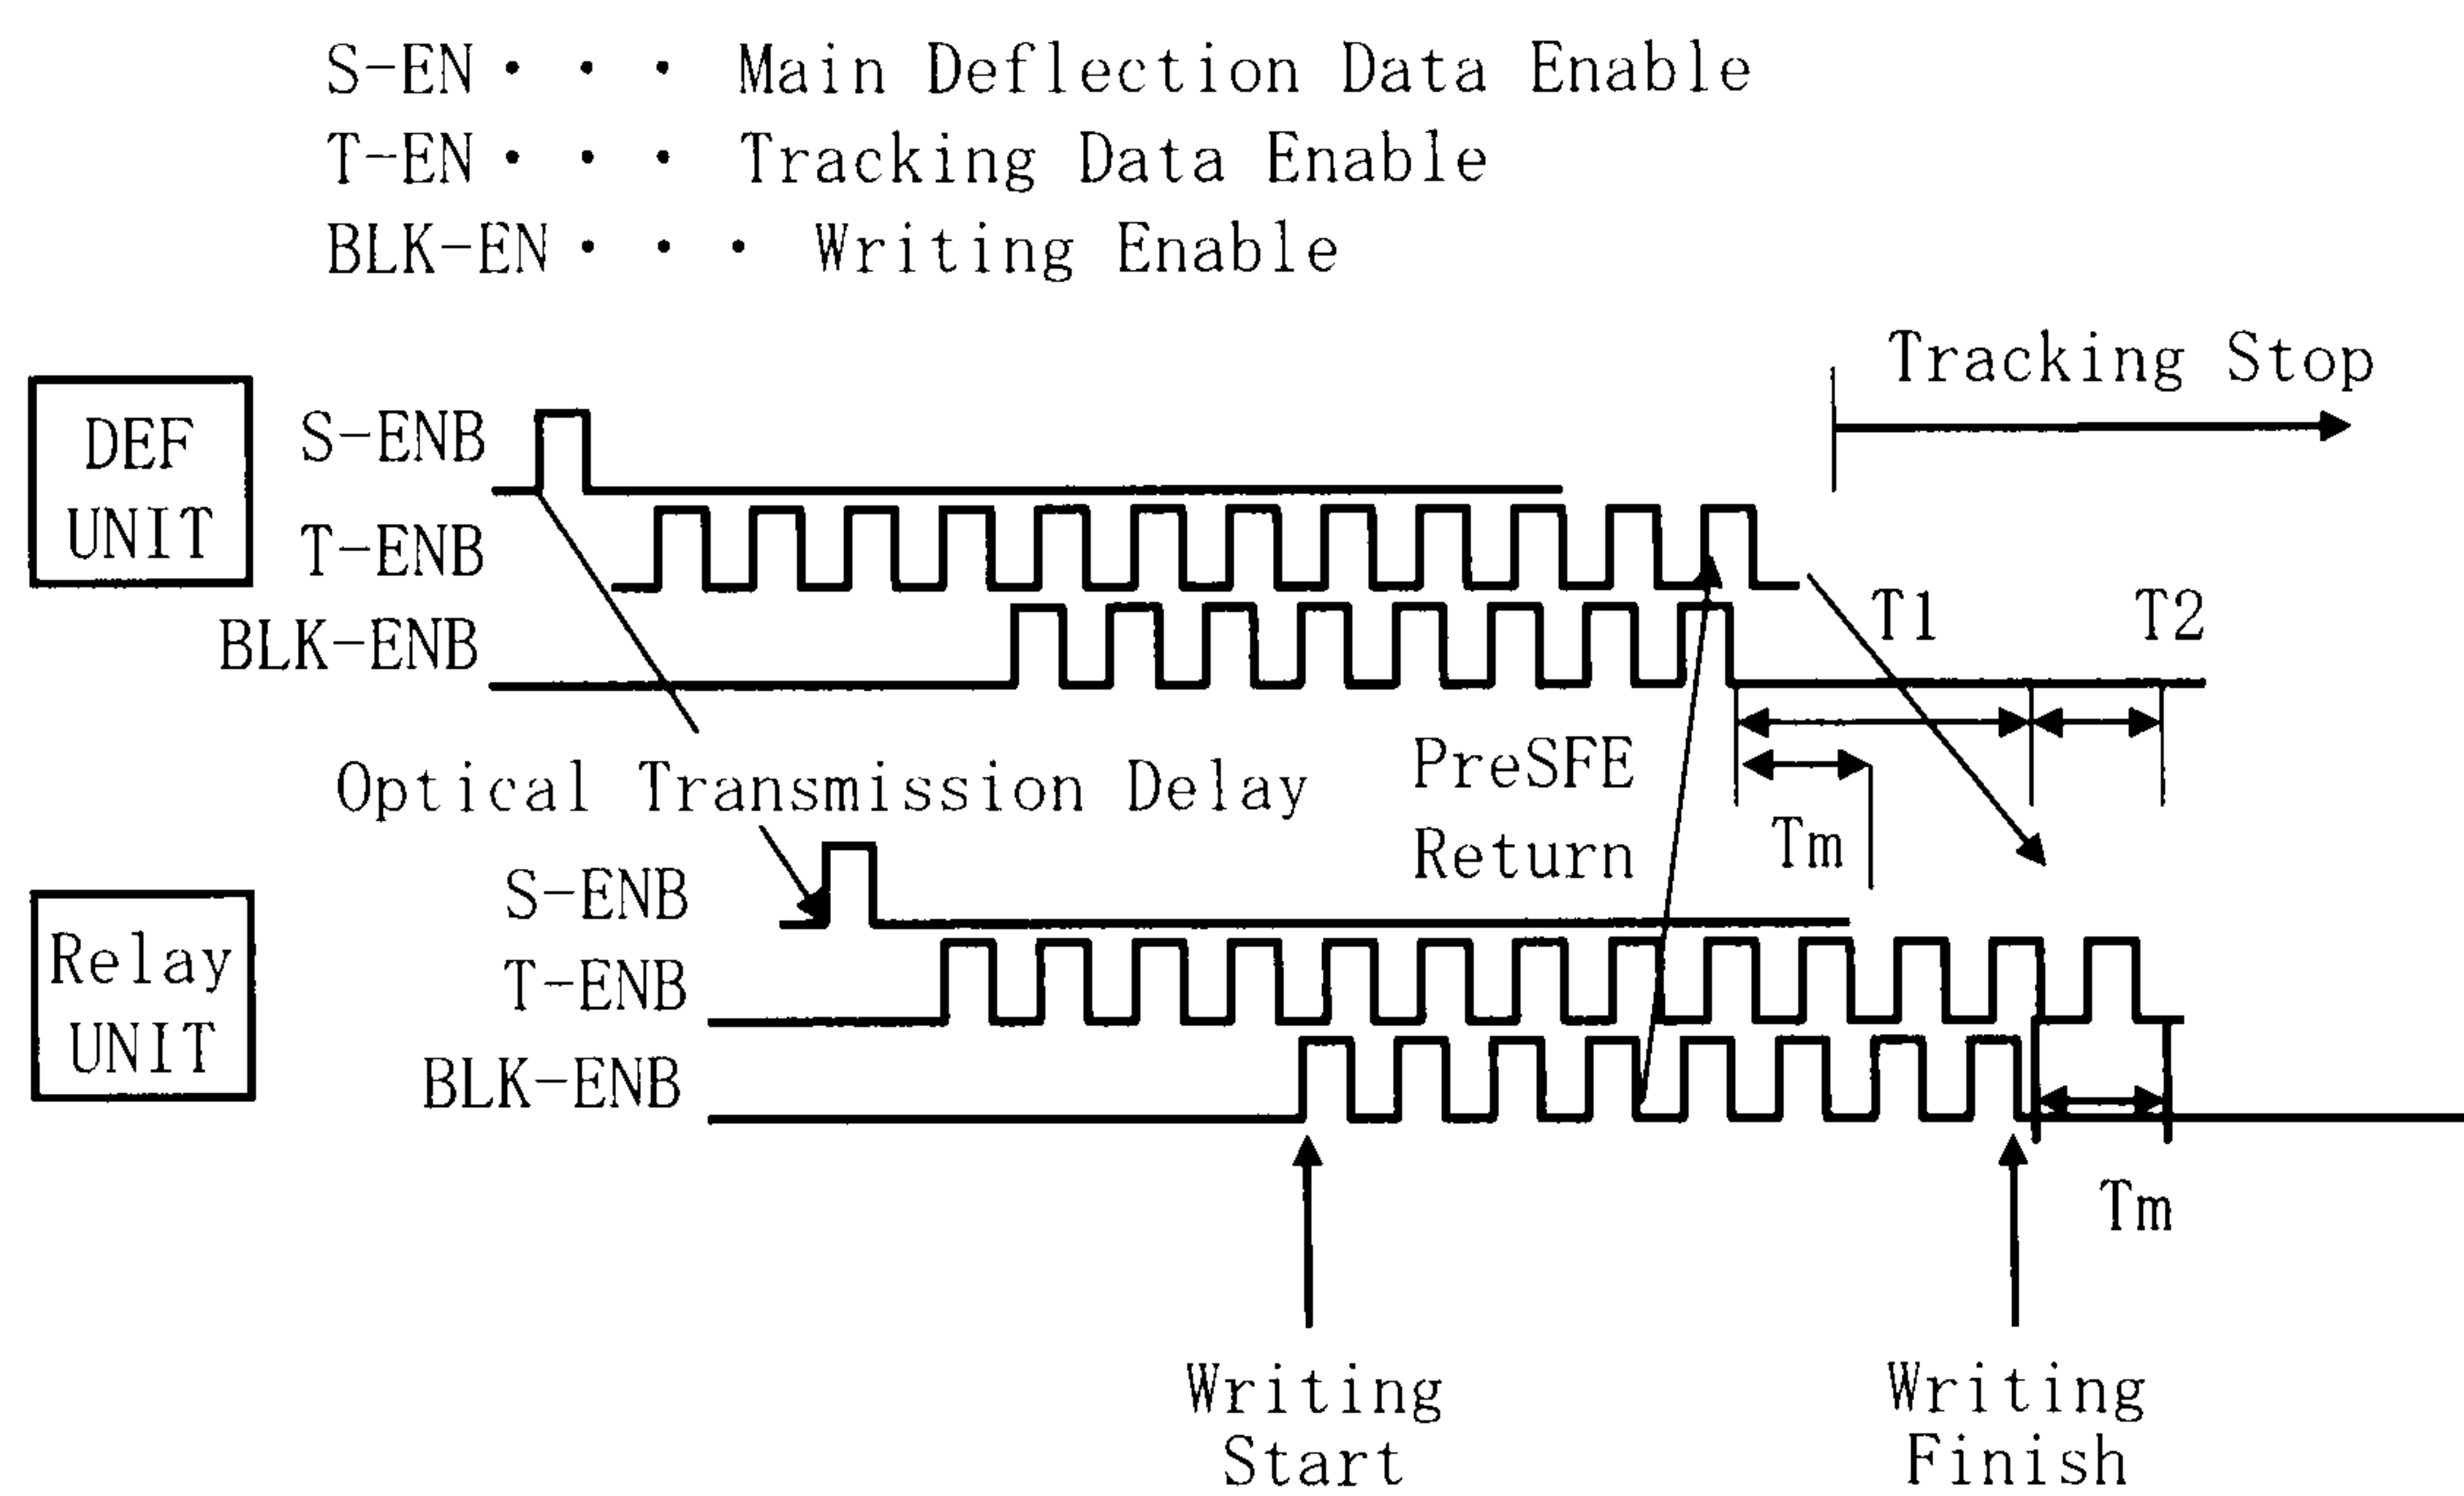 S-EN・・・ Main Deflection Data Enable
T-EN・・・ Tracking Data Enable
BLK-EN・・・ Writing Enable
Tracking Stop
DEF
UNIT
S-ENB
T-ENB
BLK-ENB
T1
T2
PreSFE
Return
Tm
Optical Transmission Delay
Relay
UNIT
S-ENB
T-ENB
BLK-ENB
Tm
Writing
Start
Writing
Finish